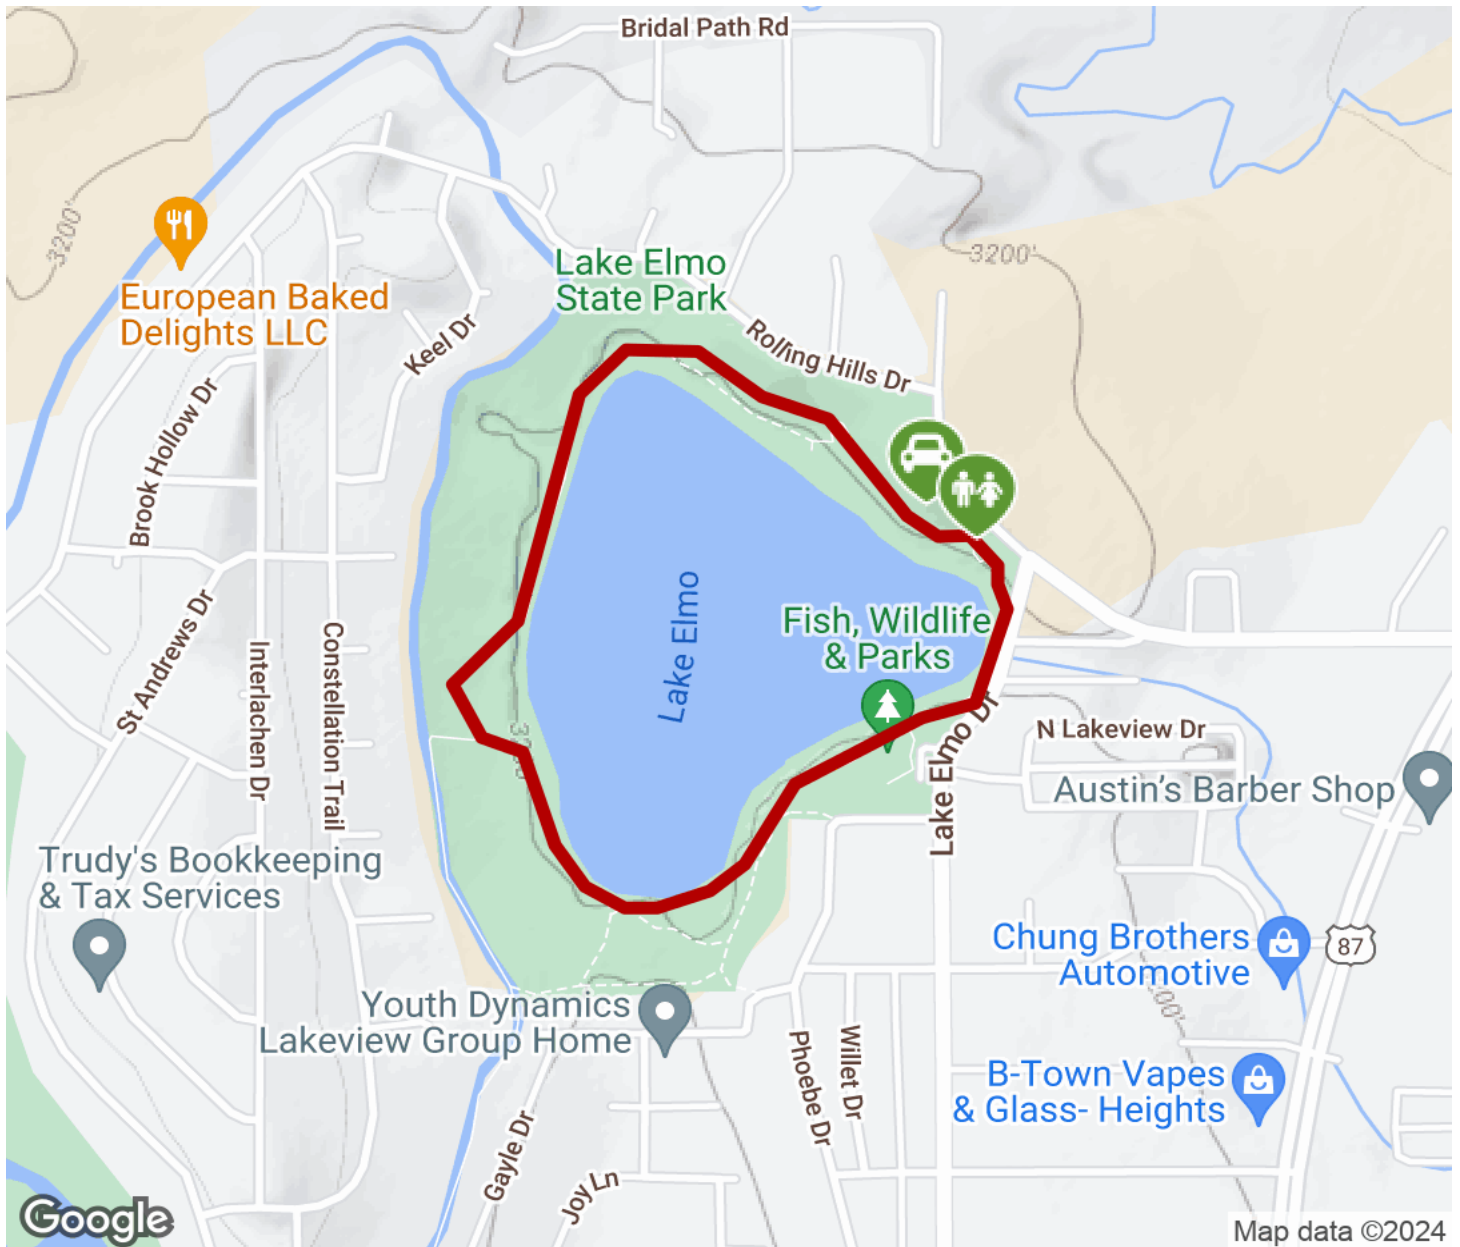 Bridal Path Rd
3200'
Lake Elmo
State Park
3200'
European Baked
Delights LLC
Keel Dr
Rolling Hills Dr
Brook Hollow Dr
Lake Elmo
Fish, Wildlife
& Parks
St Andrews Dr
Interlachen Dr
Constellation Trail
N Lakeview Dr
Lake Elmo Dr
Austin's Barber Shop
Trudy's Bookkeeping
& Tax Services
Chung Brothers
Automotive
87
Youth Dynamics
Lakeview Group Home
Phoebe Dr
Willet Dr
B-Town Vapes
& Glass- Heights
Gayle Dr
Joy Ln
Google
Map data ©2024